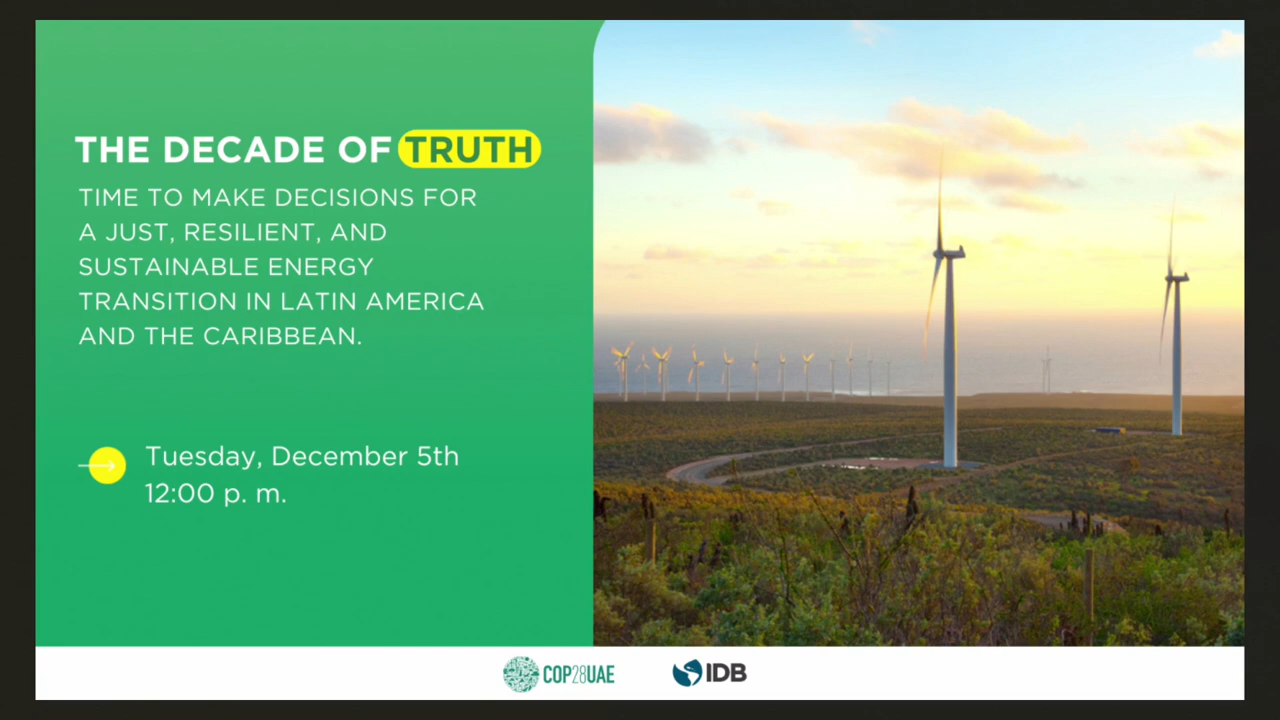 THE DECADE OF TRUTH
TIME TO MAKE DECISIONS FOR
A JUST, RESILIENT, AND
SUSTAINABLE ENERGY
TRANSITION IN LATIN AMERICA
AND THE CARIBBEAN.
Tuesday, December 5th
12:00 p. m.
COP28UAE
IDB